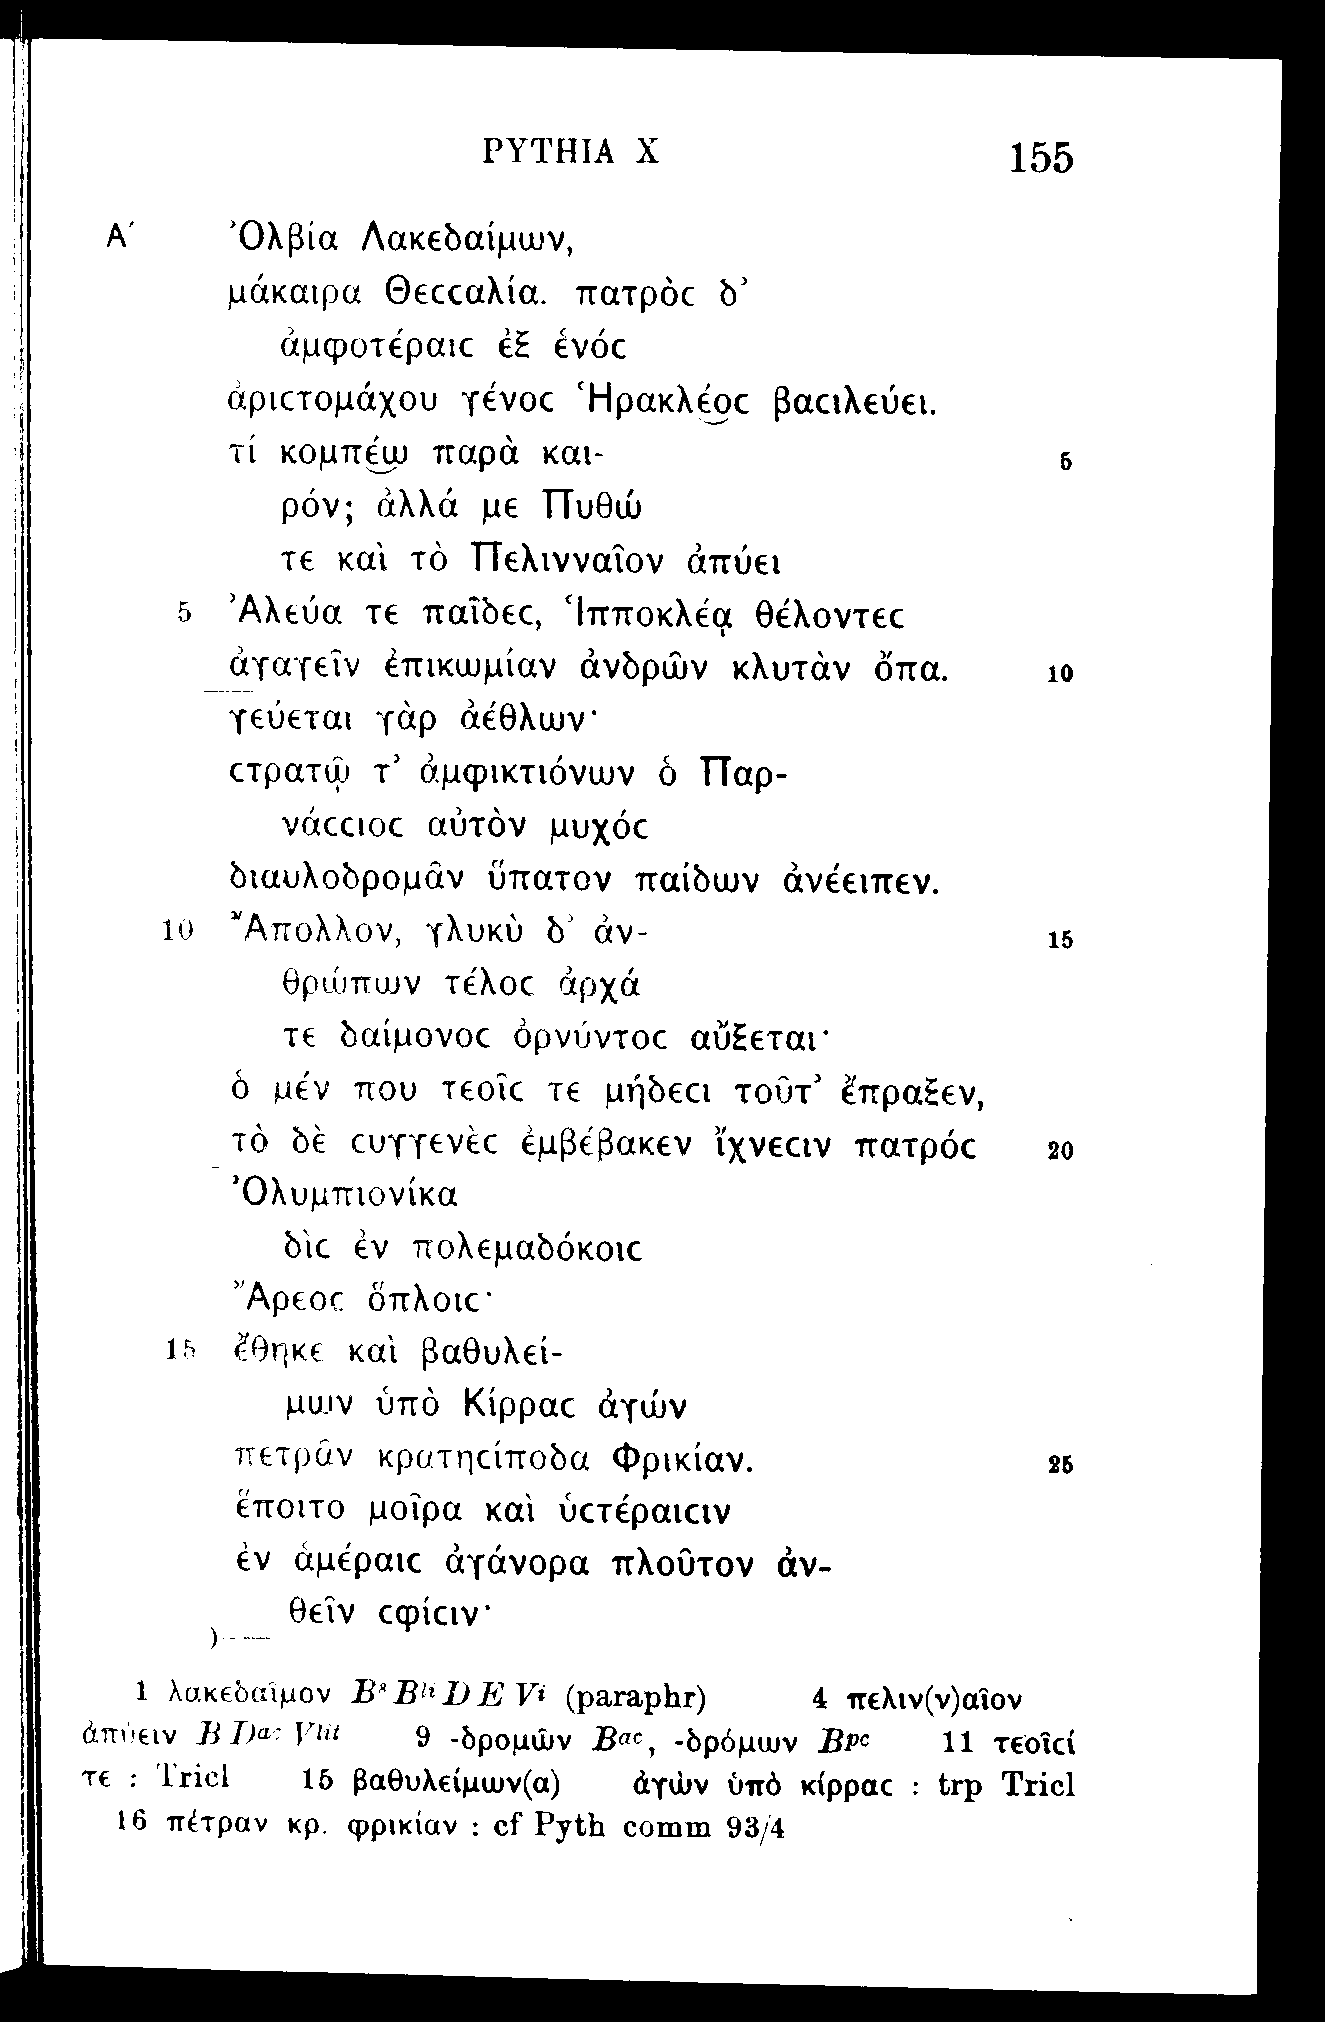 PYTHIA X 155
Α΄ Ὀλβία Λακεδαίμων,
μάκαιρα Θεϲϲαλία. πατρὸϲ δ’
ἀμφοτέραιϲ ἐξ ἑνόϲ
ἀριϲτομάχου γένοϲ Ἡρακλέοϲ βαϲιλεύει.
τί κομπέω παρὰ και- 5
ρόν; ἀλλά με Πυθώ
τε καὶ τὸ Πελινναῖον ἀπύει
5 Ἀλεύα τε παῖδεϲ, Ἱπποκλέᾳ θέλοντεϲ
ἀγαγεῖν ἐπικωμίαν ἀνδρῶν κλυτὰν ὄπα. 10
γεύεται γὰρ ἀέθλων·
ϲτρατῷ τ’ ἀμφικτιόνων ὁ Παρ-
νάϲϲιοϲ αὐτὸν μυχόϲ
διαυλοδρομᾶν ὕπατον παίδων ἀνέειπεν.
10 Ἄπολλον, γλυκὺ δ’ ἀν- 15
θρώπων τέλοϲ ἀρχά
τε δαίμονοϲ ὀρνύντοϲ αὔξεται·
ὁ μέν που τεοῖϲ τε μήδεϲι τοῦτ’ ἔπραξεν,
τὸ δὲ ϲυγγενὲϲ ἐμβέβακεν ἴχνεϲιν πατρόϲ 20
Ὀλυμπιονίκα
δὶϲ ἐν πολεμαδόκοιϲ
Ἄρεοϲ ὅπλοιϲ·
15 ἔθηκε καὶ βαθυλεί-
μων ὑπὸ Κίρραϲ ἀγών
πετρᾶν κρατηϲίποδα Φρικίαν. 25
ἕποιτο μοῖρα καὶ ὑϲτέραιϲιν
ἐν ἁμέραιϲ ἀγάνορα πλοῦτον ἀν-
θεῖν ϲφίϲιν·
1 λακεδαῖμον B D E Vi (paraphr) 4 πελιν(ν)αῖον
ἀπύειν B 9 -δρομῶν Bac, -δρόμων Bpc 11 τεοῖϲί
τε : Tricl 15 βαθυλείμων(α) ἀγὼν ὑπὸ κίρραϲ : trp Tricl
16 πέτραν κρ. φρικίαν : cf Pyth comm 93/4